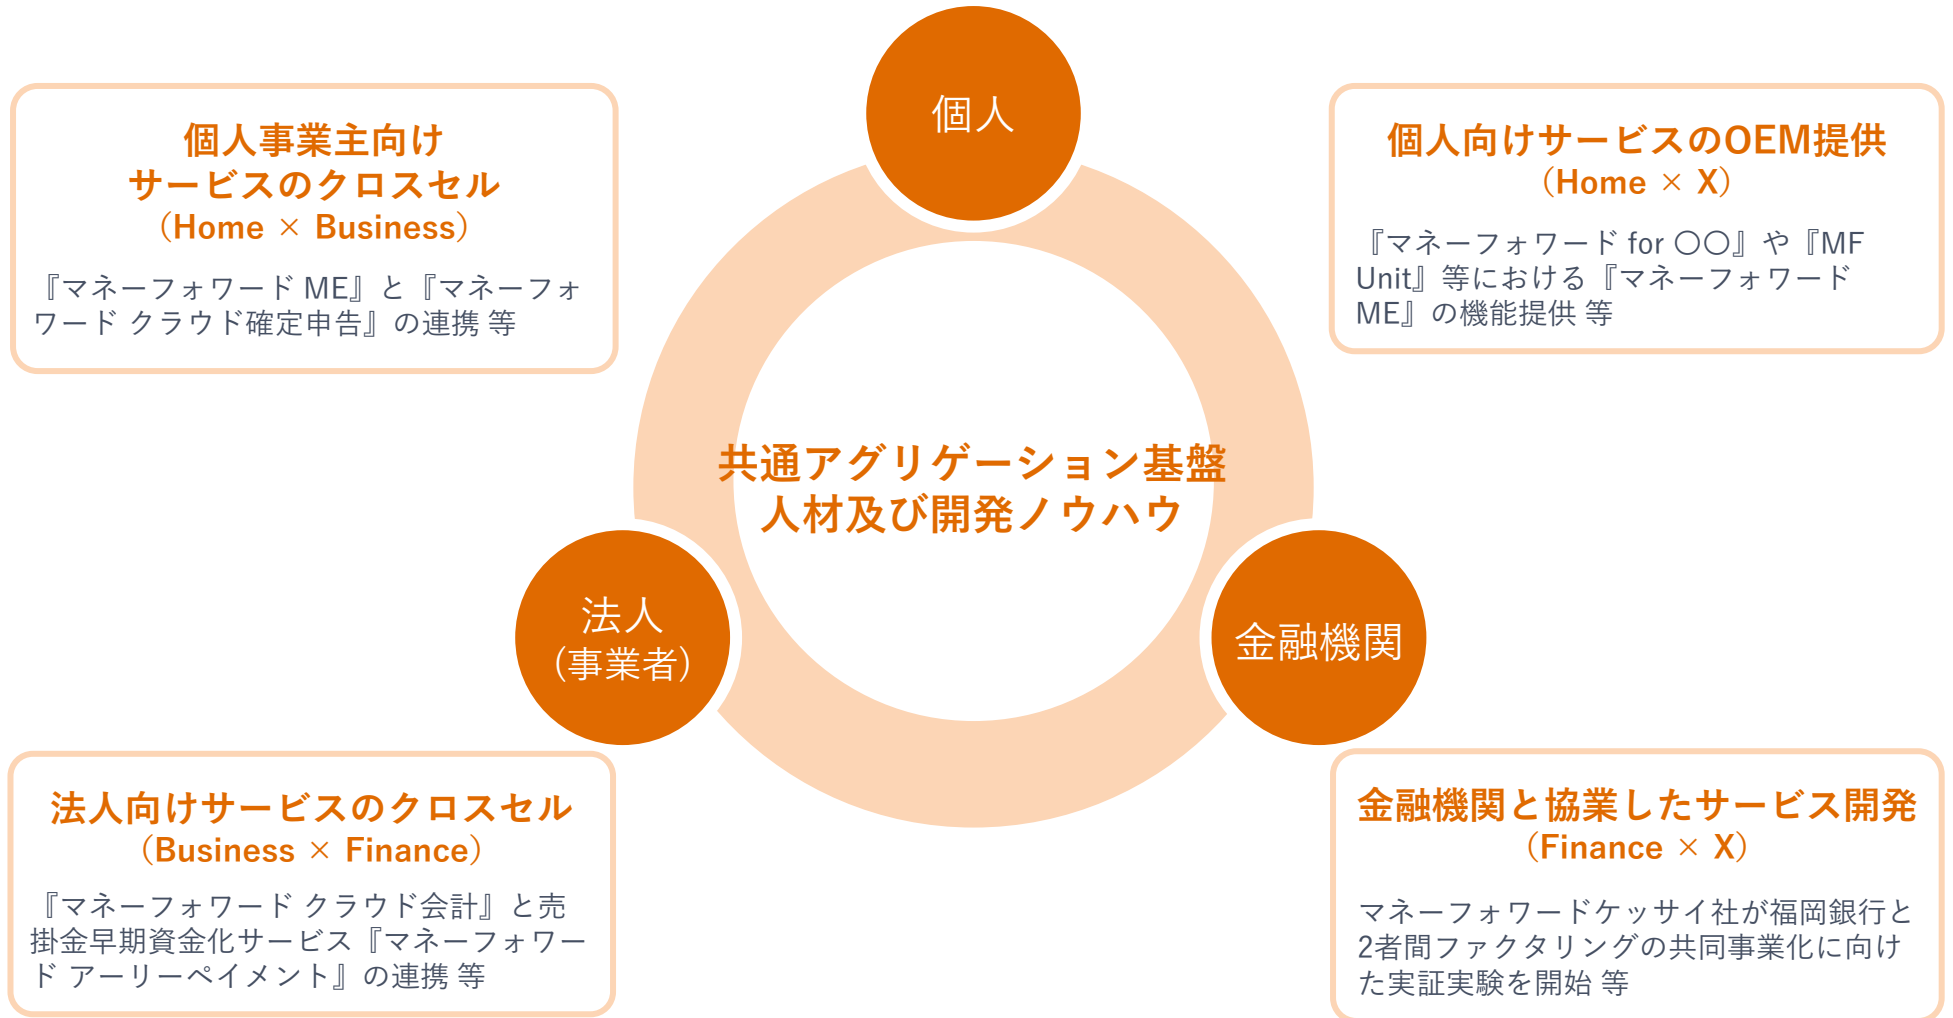 個人
個人事業主向け
サービスのクロスセル
（Home × Business）
『マネーフォワード ME』と『マネーフォ
ワード クラウド確定申告』の連携 等
個人向けサービスのOEM提供
（Home × X）
『マネーフォワード for 〇〇』や『MF
Unit』等における『マネーフォワード
ME』の機能提供 等
共通アグリゲーション基盤
人材及び開発ノウハウ
法人
（事業者）
金融機関
法人向けサービスのクロスセル
（Business × Finance）
『マネーフォワード クラウド会計』と売
掛金早期資金化サービス『マネーフォワー
ド アーリーペイメント』の連携 等
金融機関と協業したサービス開発
（Finance × X）
マネーフォワードケッサイ社が福岡銀行と
2者間ファクタリングの共同事業化に向け
た実証実験を開始 等